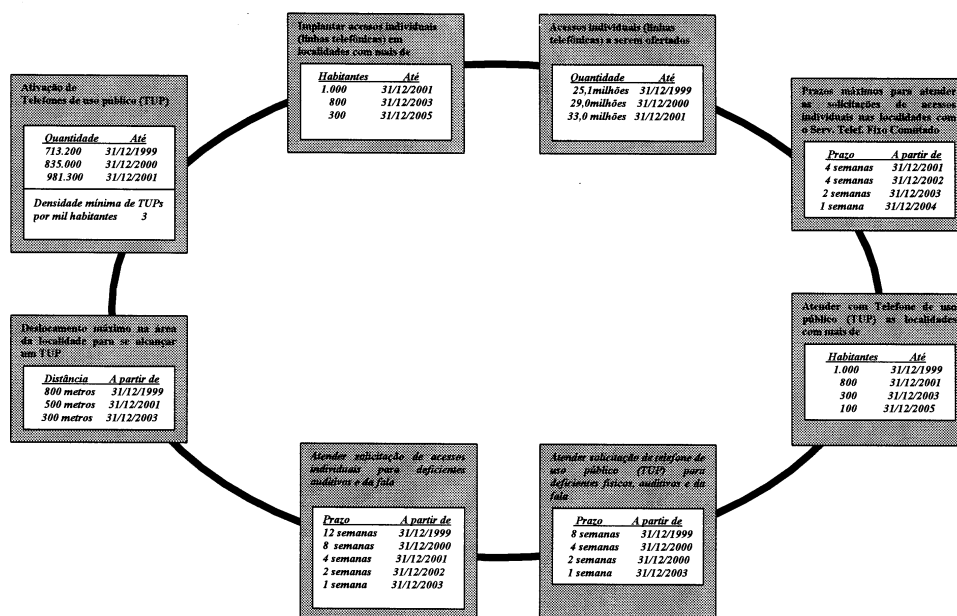 Implantar acessos individuais
(linhas telefônicas) em
localidades com mais de
Habitantes Até
1.000 31/12/2001
800 31/12/2003
300 31/12/2005
Acessos individuais (linhas
telefônicas) a serem ofertados
Quantidade Até
25,1milhões 31/12/1999
29,0milhões 31/12/2000
33,0 milhões 31/12/2001
Ativação de
Telefones de uso público (TUP)
Quantidade Até
713.200 31/12/1999
835.000 31/12/2000
981.300 31/12/2001
Densidade mínima de TUPs
por mil habitantes 3
Prazos máximos para atender
as solicitações de acessos
individuais nas localidades com
o Serv. Telef. Fixo Comutado
Prazo A partir de
4 semanas 31/12/2001
4 semanas 31/12/2002
2 semanas 31/12/2003
1 semana 31/12/2004
Deslocamento máximo na área
da localidade para se alcançar
um TUP
Distância A partir de
800 metros 31/12/1999
500 metros 31/12/2001
300 metros 31/12/2003
Atender com Telefone de uso
público (TUP) as localidades
com mais de
Habitantes Até
1.000 31/12/1999
800 31/12/2001
300 31/12/2003
100 31/12/2005
Atender solicitação de acessos
individuais para deficientes
auditivos e da fala
Prazo A partir de
12 semanas 31/12/1999
8 semanas 31/12/2000
4 semanas 31/12/2001
2 semanas 31/12/2002
1 semana 31/12/2003
Atender solicitação de telefone de
uso público (TUP) para
deficientes físicos, auditivos e da
fala
Prazo A partir de
8 semanas 31/12/1999
4 semanas 31/12/2000
2 semanas 31/12/2000
1 semana 31/12/2003